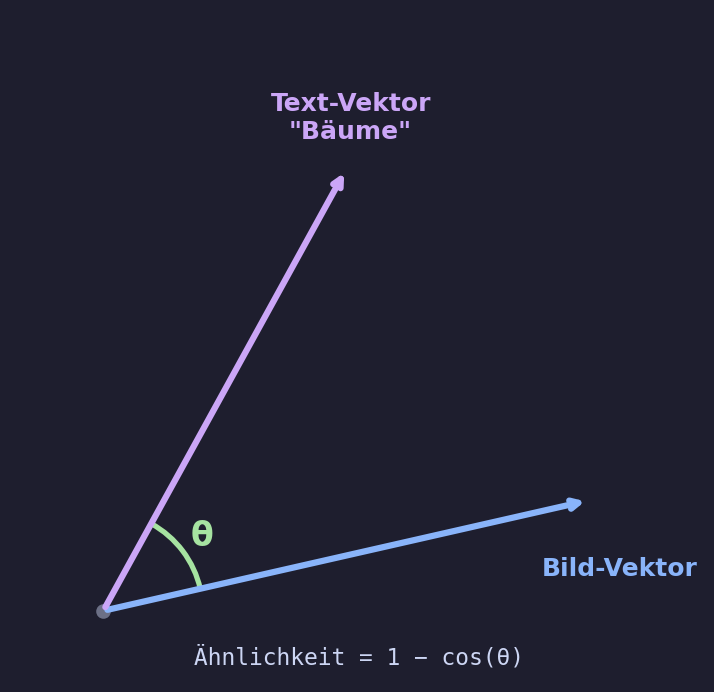 Text-Vektor
"Bäume"
θ
Bild-Vektor
Ähnlichkeit = 1 − cos(θ)